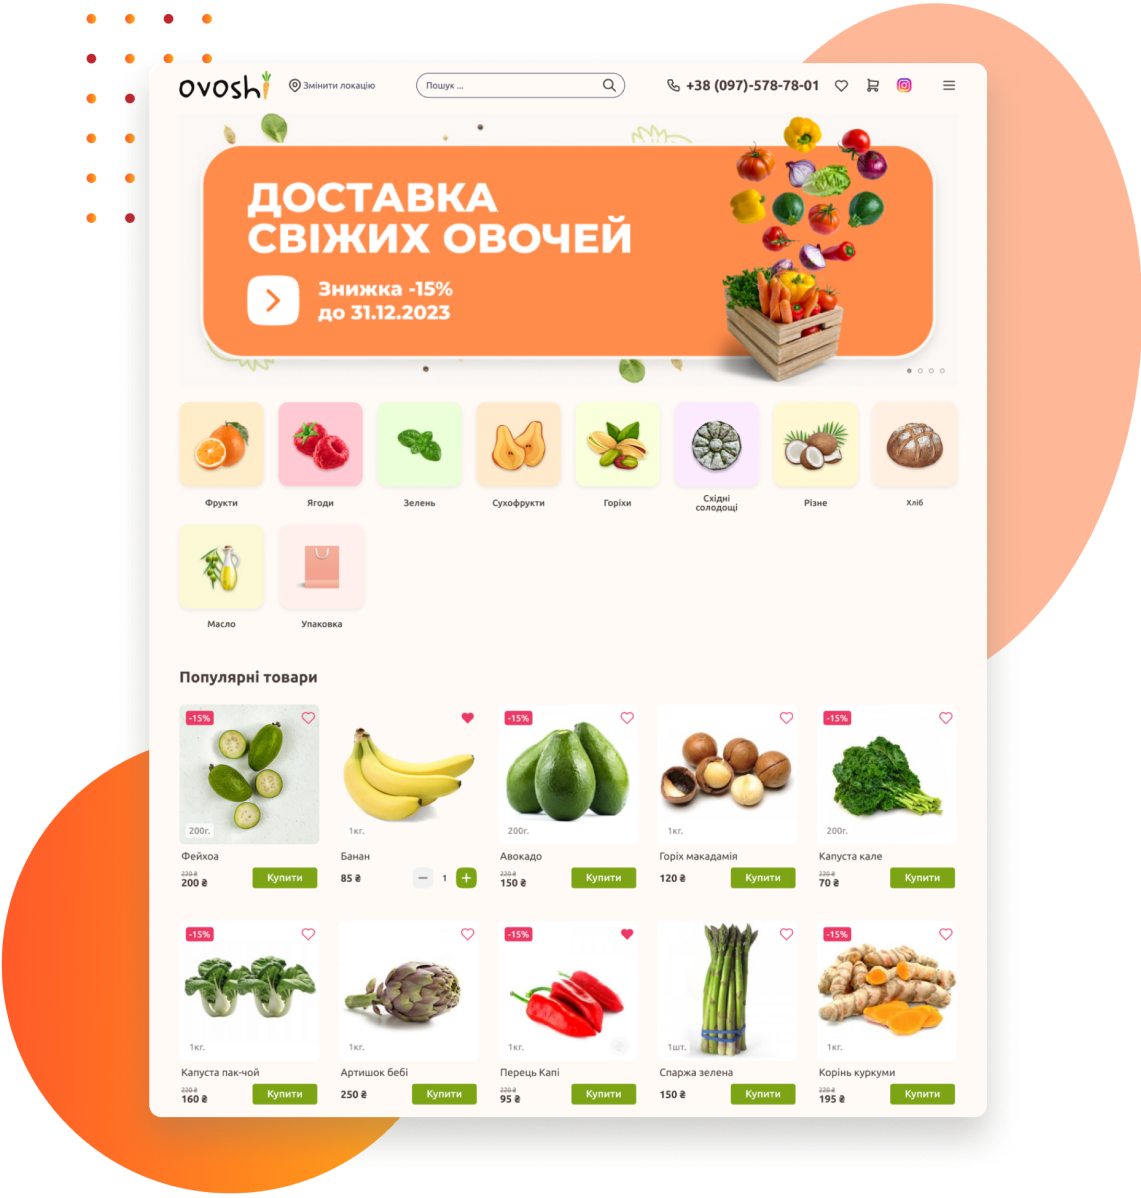 ovoshi
Змінити локацію
Пошук ...
+38 (097)-578-78-01
ДОСТАВКА
СВІЖИХ ОВОЧЕЙ
Знижка -15%
до 31.12.2023
Фрукти
Ягоди
Зелень
Сухофрукти
Горіхи
Східні
солодощі
Різне
Хліб
Масло
Упаковка
Популярні товари
-15%
200г.
Фейхоа
220 ₴
200 ₴
Купити
1кг.
Банан
85 ₴
1
-15%
200г.
Авокадо
220 ₴
150 ₴
Купити
1кг.
Горіх макадамія
120 ₴
Купити
-15%
200г.
Капуста кале
220 ₴
70 ₴
Купити
-15%
1кг.
Капуста пак-чой
220 ₴
160 ₴
Купити
1кг.
Артишок бебі
250 ₴
Купити
-15%
1кг.
Перець Капі
220 ₴
95 ₴
Купити
1шт.
Спаржа зелена
150 ₴
Купити
-15%
1кг.
Корінь куркуми
220 ₴
195 ₴
Купити